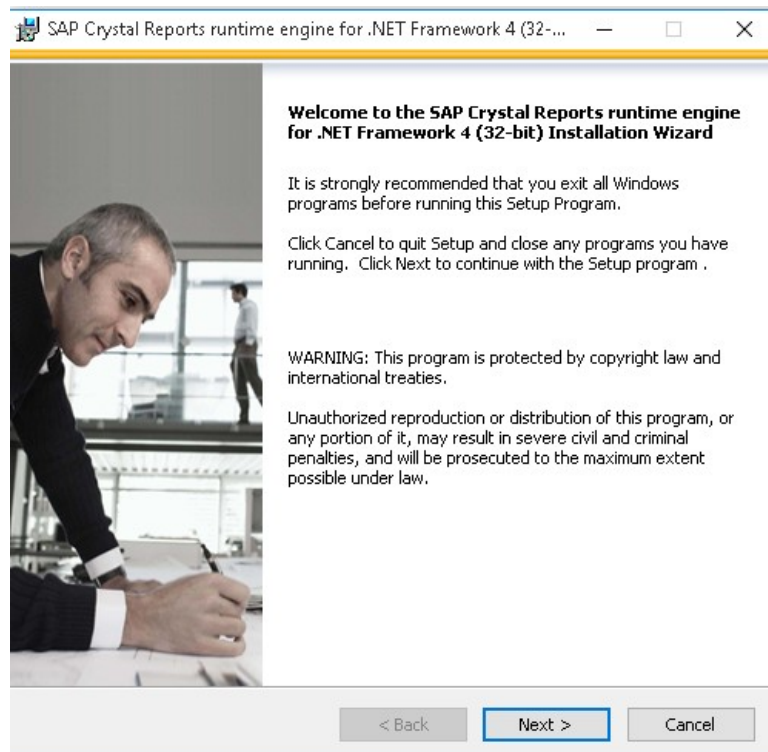 SAP Crystal Reports runtime engine for .NET Framework 4 (32-...
Welcome to the SAP Crystal Reports runtime engine
for .NET Framework 4 (32-bit) Installation Wizard
It is strongly recommended that you exit all Windows
programs before running this Setup Program.
Click Cancel to quit Setup and close any programs you have
running.  Click Next to continue with the Setup program .
WARNING: This program is protected by copyright law and
international treaties.
Unauthorized reproduction or distribution of this program, or
any portion of it, may result in severe civil and criminal
penalties, and will be prosecuted to the maximum extent
possible under law.
< Back Next > Cancel